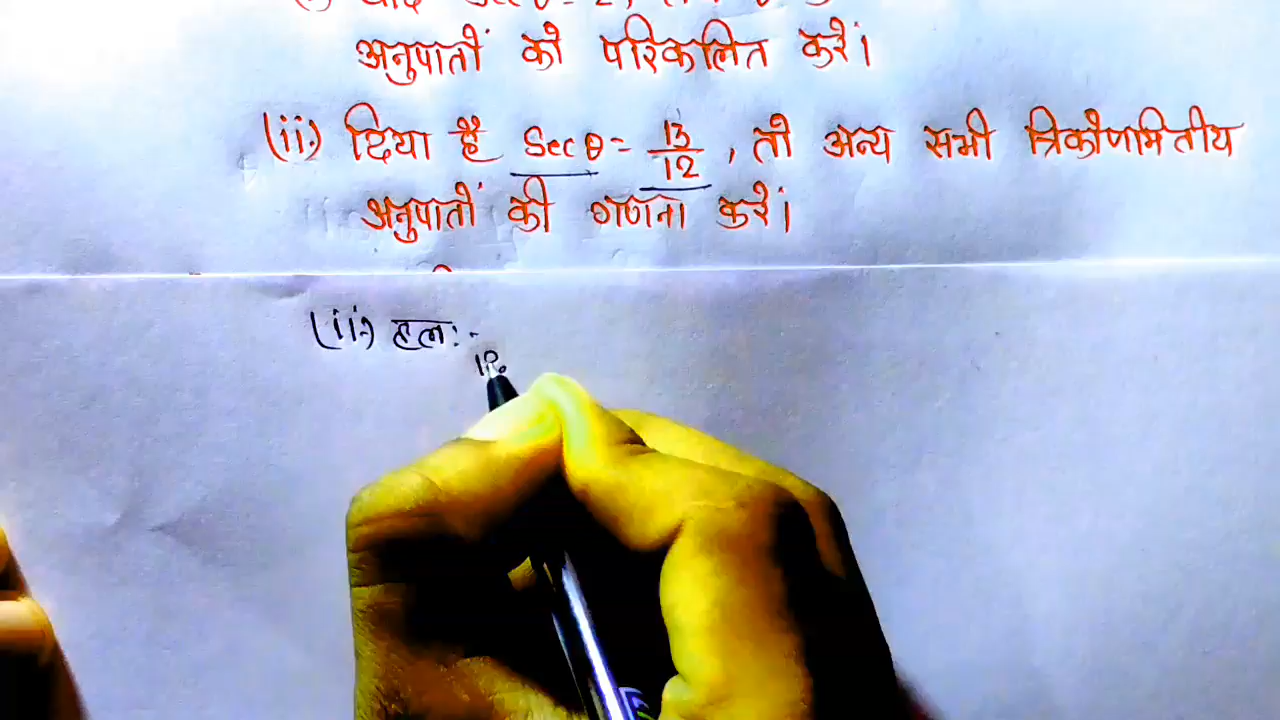 अनुपातों को परिकलित करें।
(ii) दिया है Sec θ = 13/12, तो अन्य सभी त्रिकोणमितीय
अनुपातों की गणना करें।
(ii) हल:-